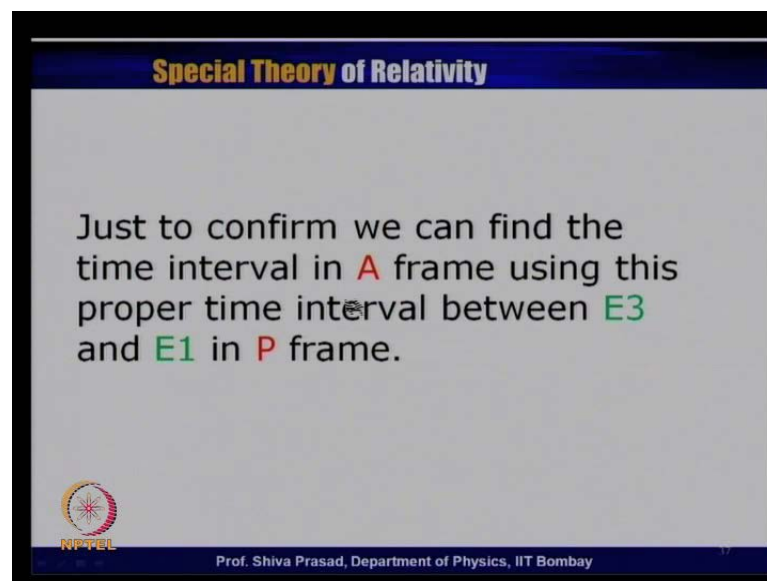 Special Theory of Relativity
Just to confirm we can find the
time interval in A frame using this
proper time interval between E3
and E1 in P frame.
NPTEL
Prof. Shiva Prasad, Department of Physics, IIT Bombay
37